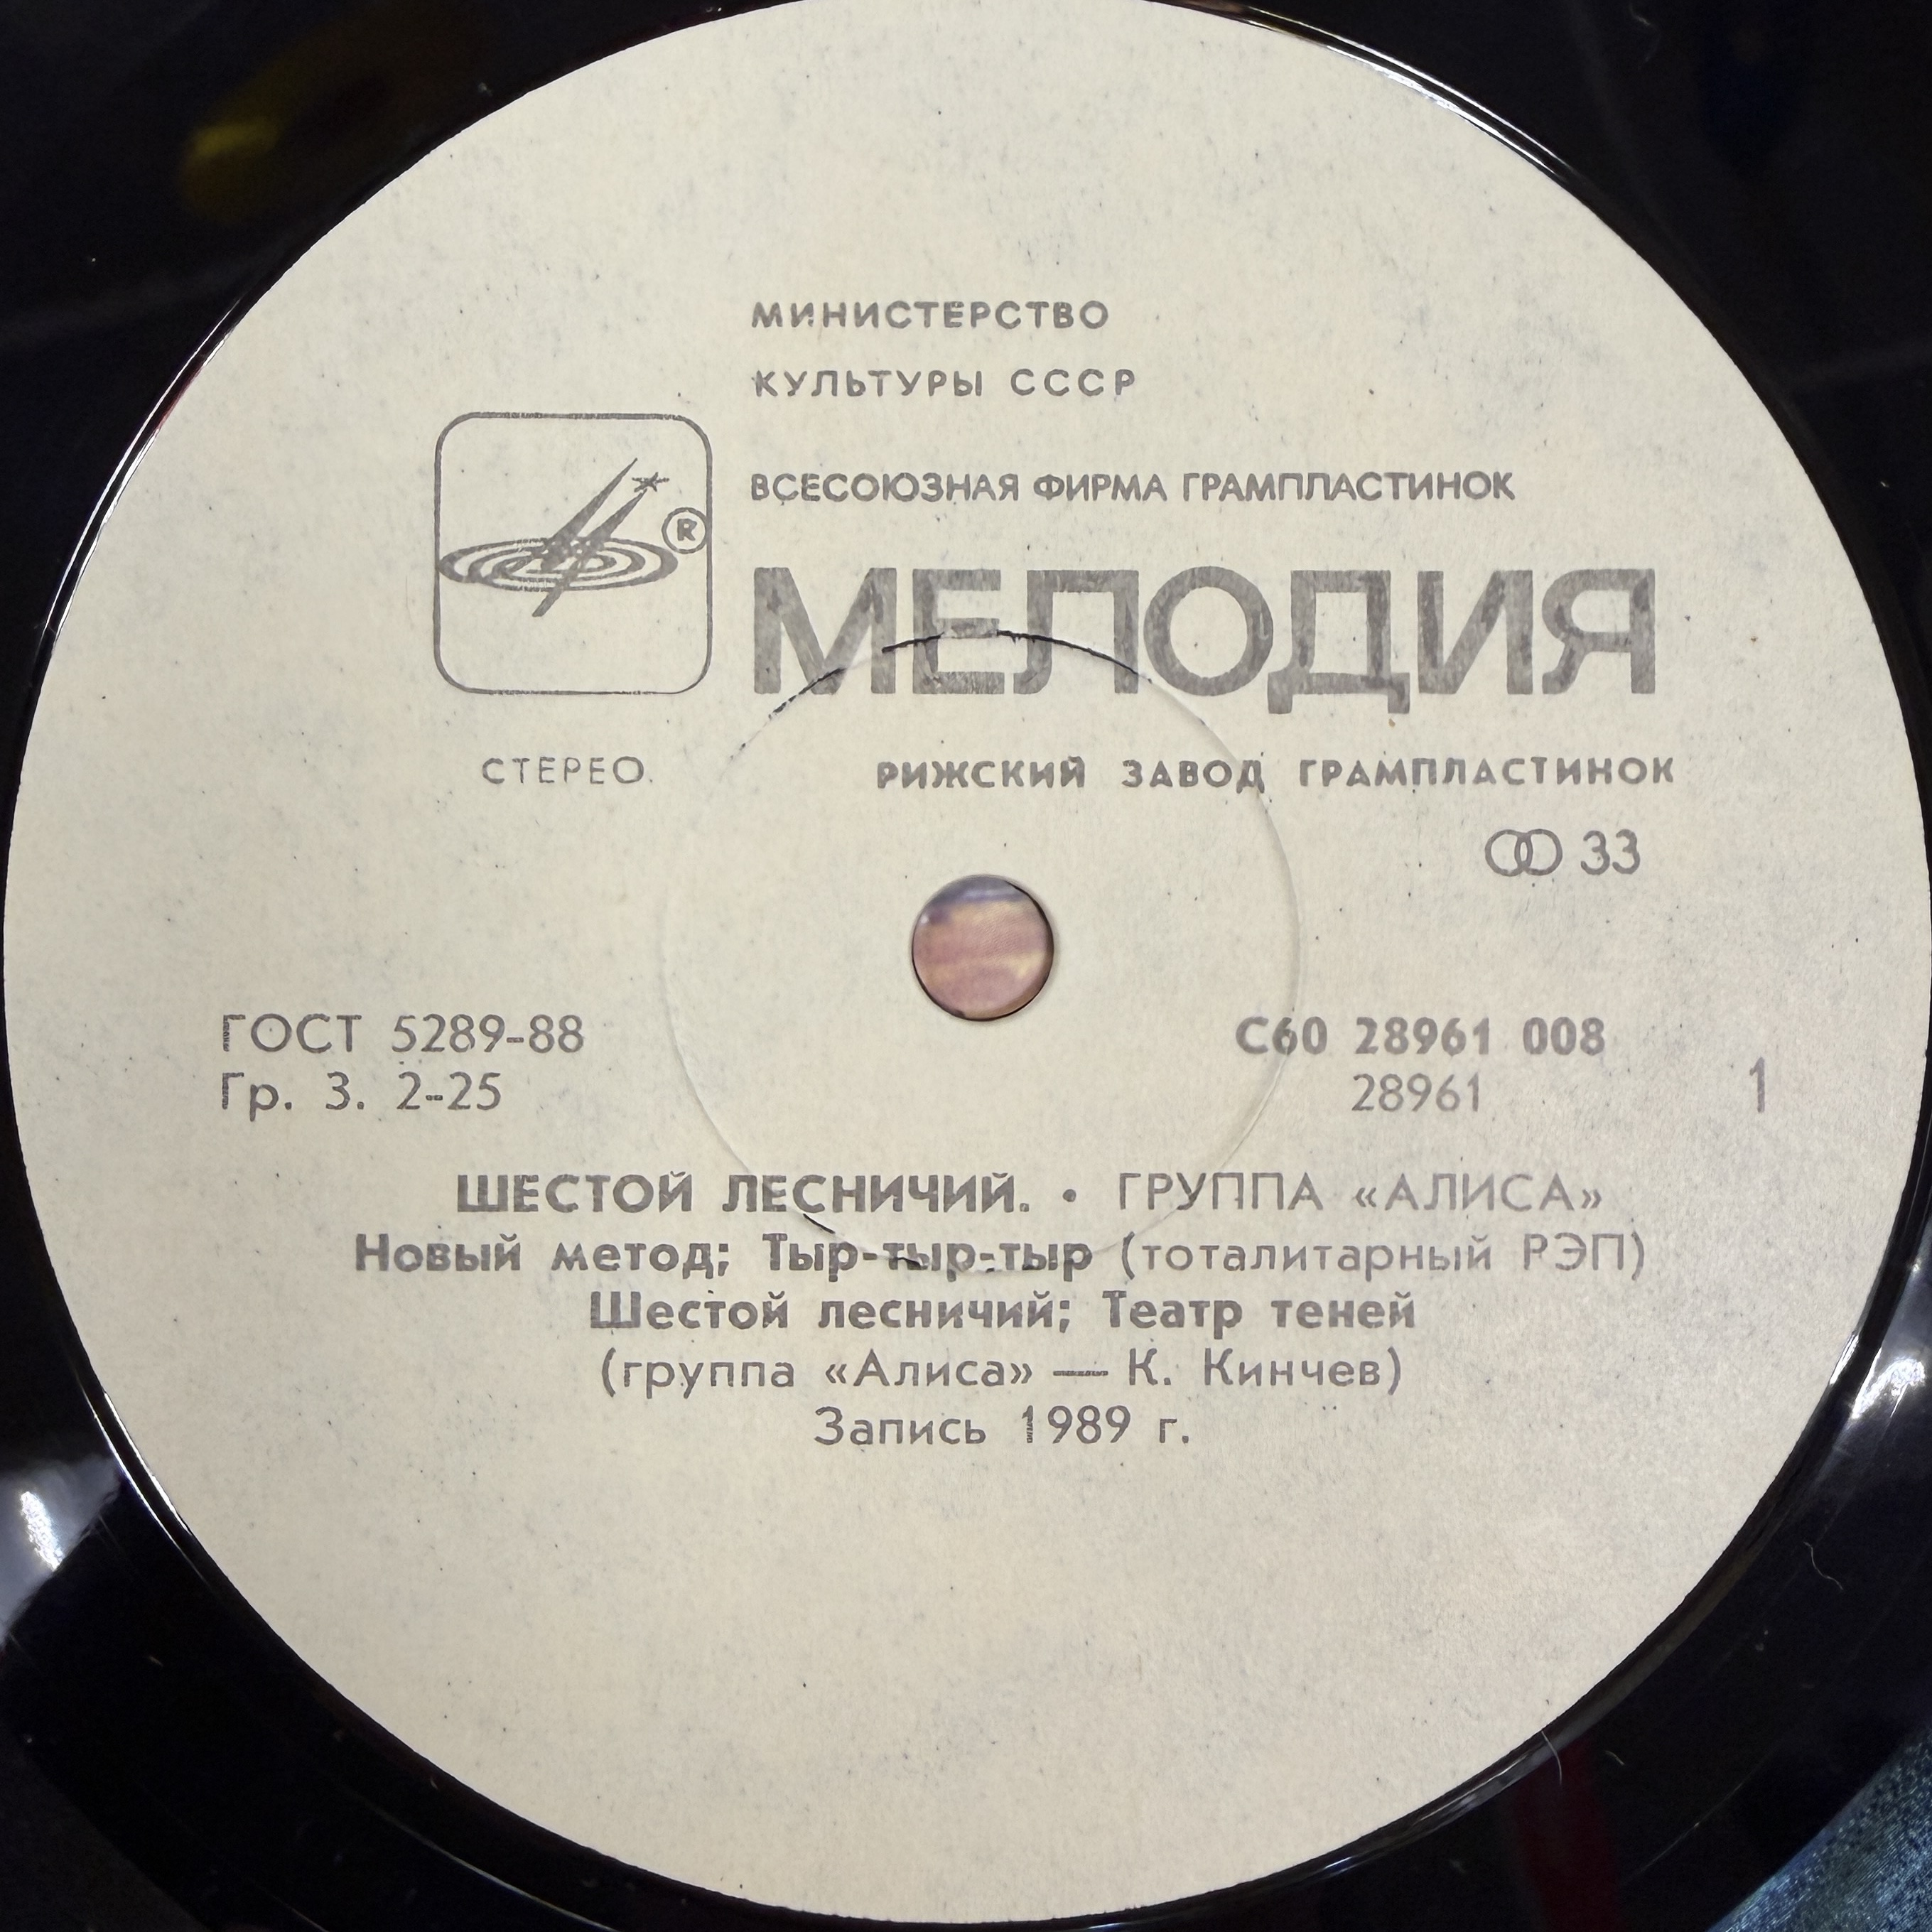 МИНИСТЕРСТВО
КУЛЬТУРЫ СССР
ВСЕСОЮЗНАЯ ФИРМА ГРАМПЛАСТИНОК
®
МЕЛОДИЯ
СТЕРЕО.
РИЖСКИЙ ЗАВОД ГРАМПЛАСТИНОК
33
ГОСТ 5289-88
С60 28961 008
Гр. 3. 2-25
28961
1
ШЕСТОЙ ЛЕСНИЧИЙ. • ГРУППА «АЛИСА»
Новый метод; Тыр-тыр-тыр (тоталитарный РЭП)
Шестой лесничий; Театр теней
(группа «Алиса» — К. Кинчев)
Запись 1989 г.